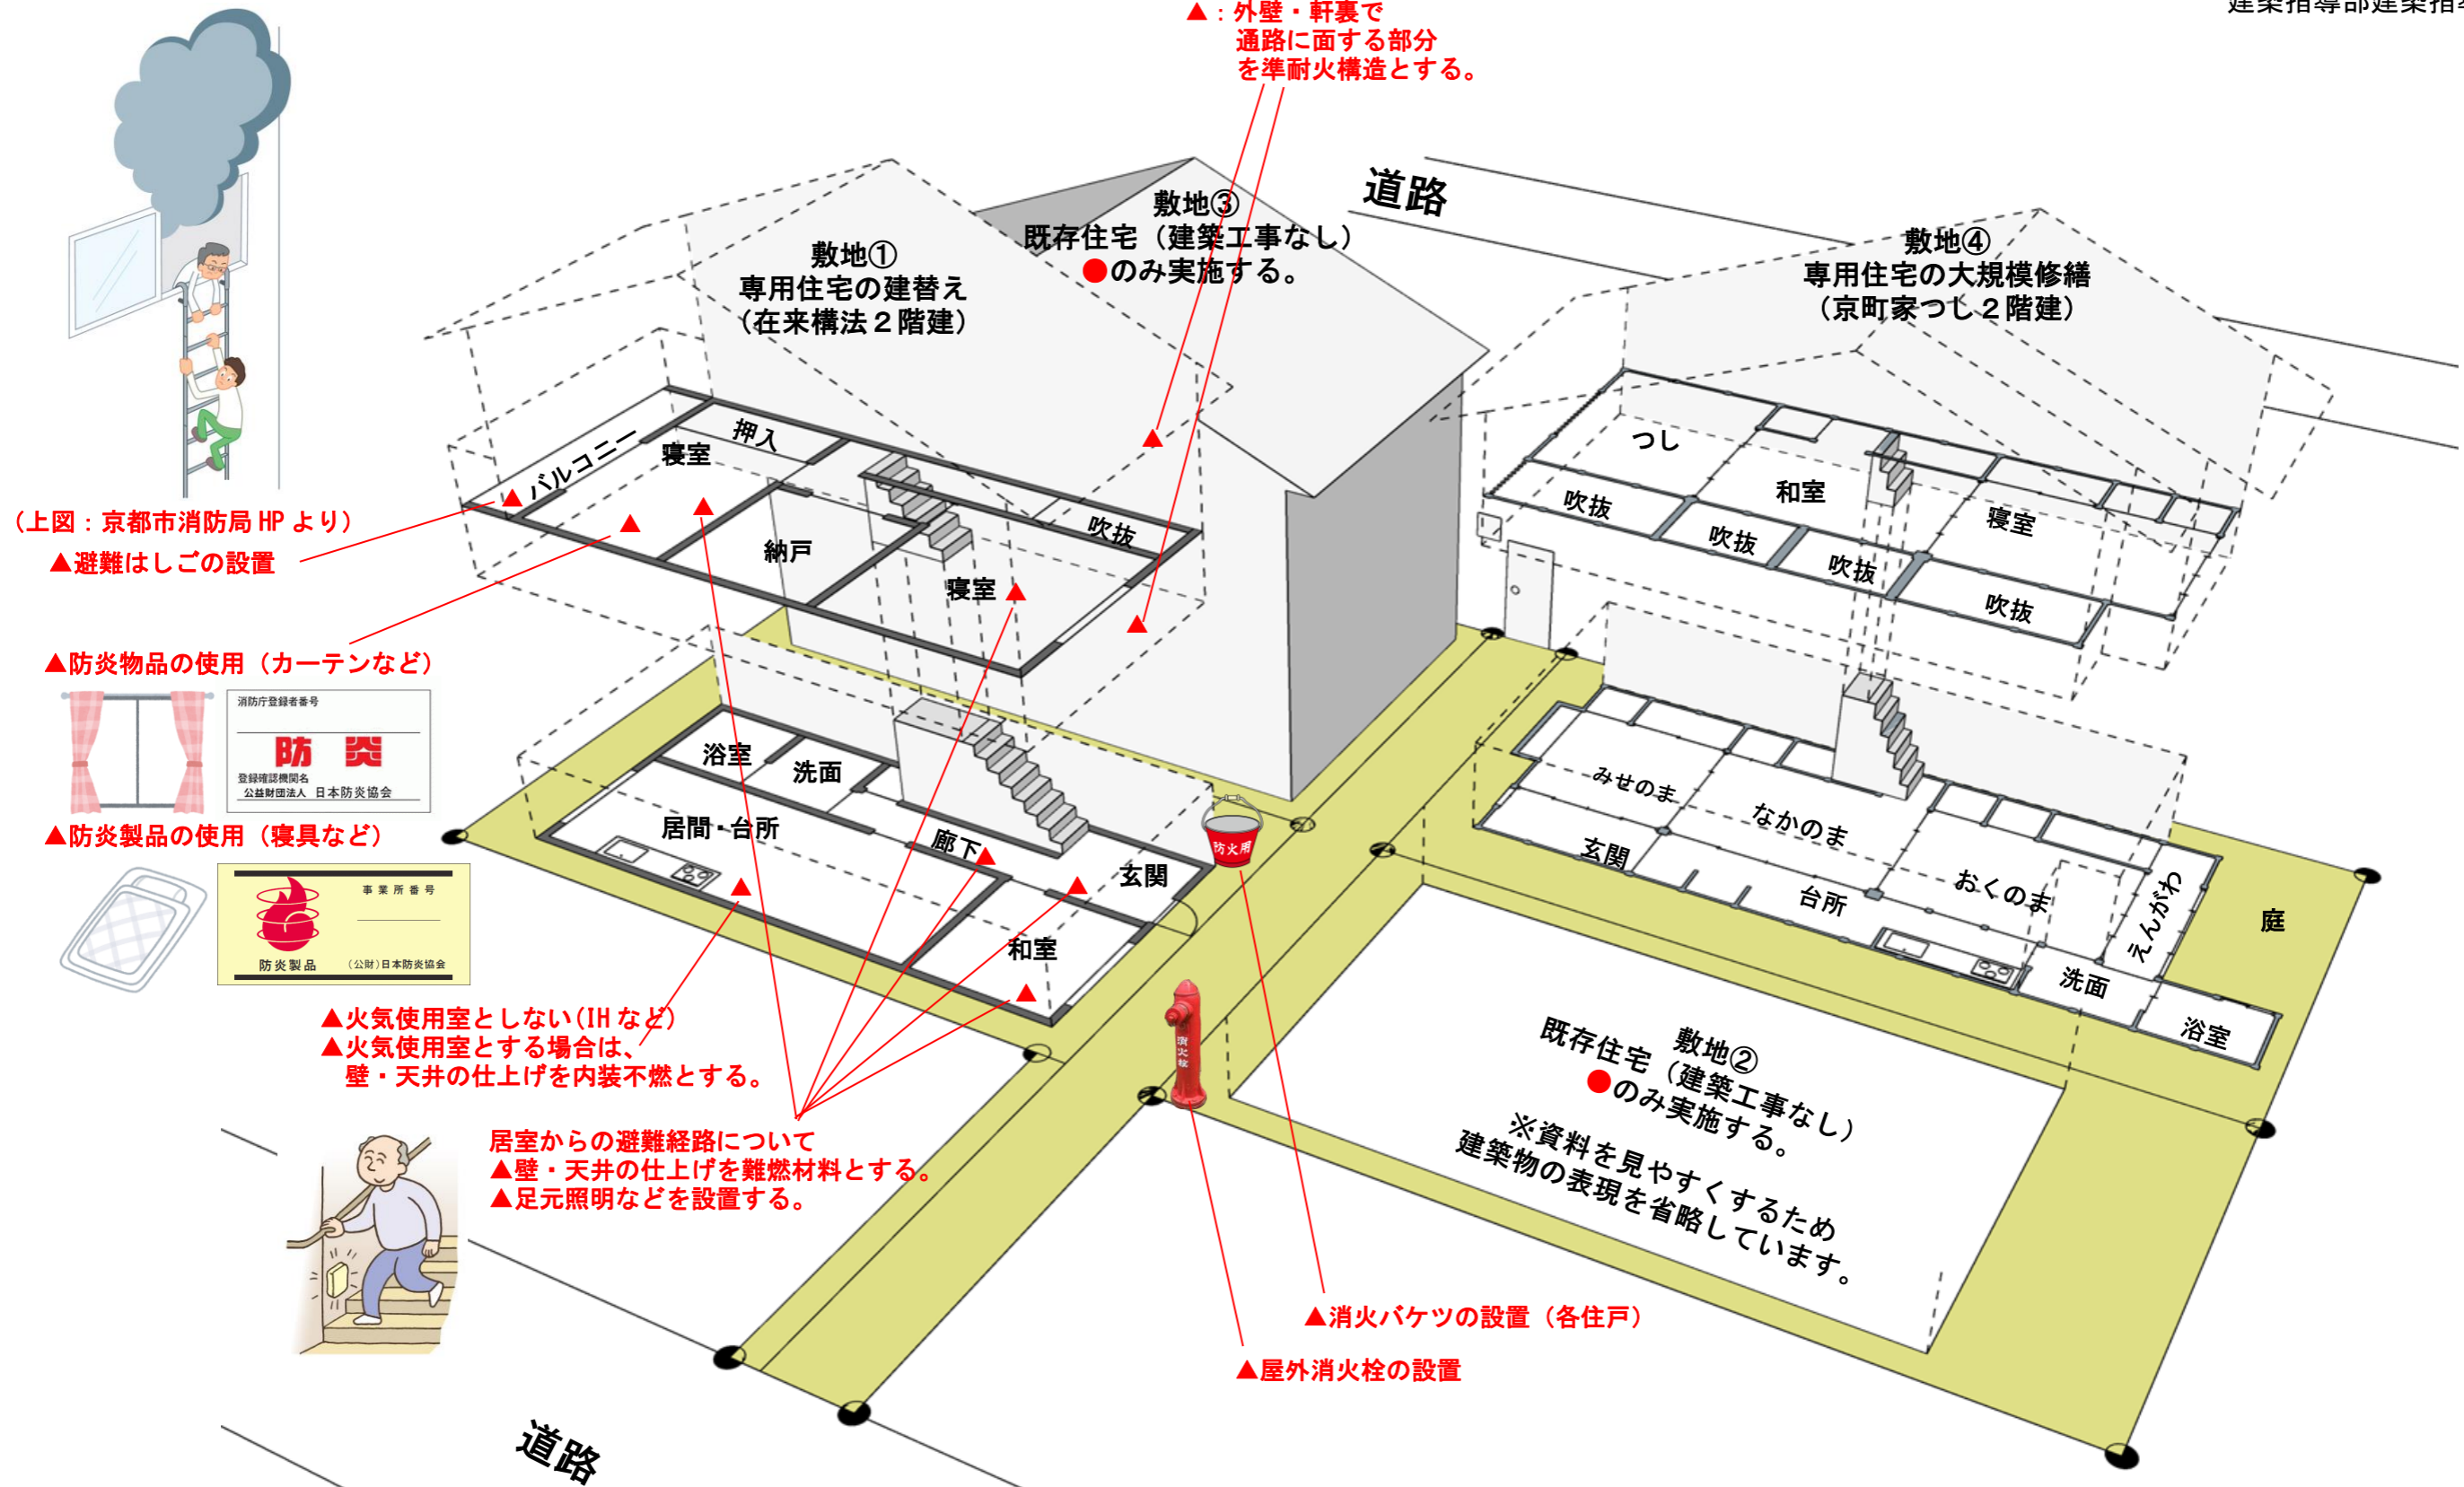 建築指導部建築指
▲：外壁・軒裏で
通路に面する部分
を準耐火構造とする。
道路
敷地③
既存住宅（建築工事なし）
●のみ実施する。
敷地①
専用住宅の建替え
（在来構法２階建）
敷地④
専用住宅の大規模修繕
（京町家つし２階建）
バルコニー
寝室
押入
納戸
寝室
吹抜
つし
和室
寝室
吹抜
吹抜
吹抜
吹抜
（上図：京都市消防局 HP より）
▲避難はしごの設置
▲防炎物品の使用（カーテンなど）
消防庁登録者番号
防炎
登録確認機関名
公益財団法人 日本防炎協会
▲防炎製品の使用（寝具など）
事業所番号
防炎製品
（公財）日本防炎協会
浴室
洗面
居間・台所
廊下
玄関
和室
防火用
消火栓
みせのま
なかのま
おくのま
玄関
台所
えんがわ
庭
洗面
浴室
▲火気使用室としない（IH など）
▲火気使用室とする場合は、
壁・天井の仕上げを内装不燃とする。
居室からの避難経路について
▲壁・天井の仕上げを難燃材料とする。
▲足元照明などを設置する。
敷地②
既存住宅（建築工事なし）
●のみ実施する。
※資料を見やすくするため
建築物の表現を省略しています。
▲消火バケツの設置（各住戸）
▲屋外消火栓の設置
道路